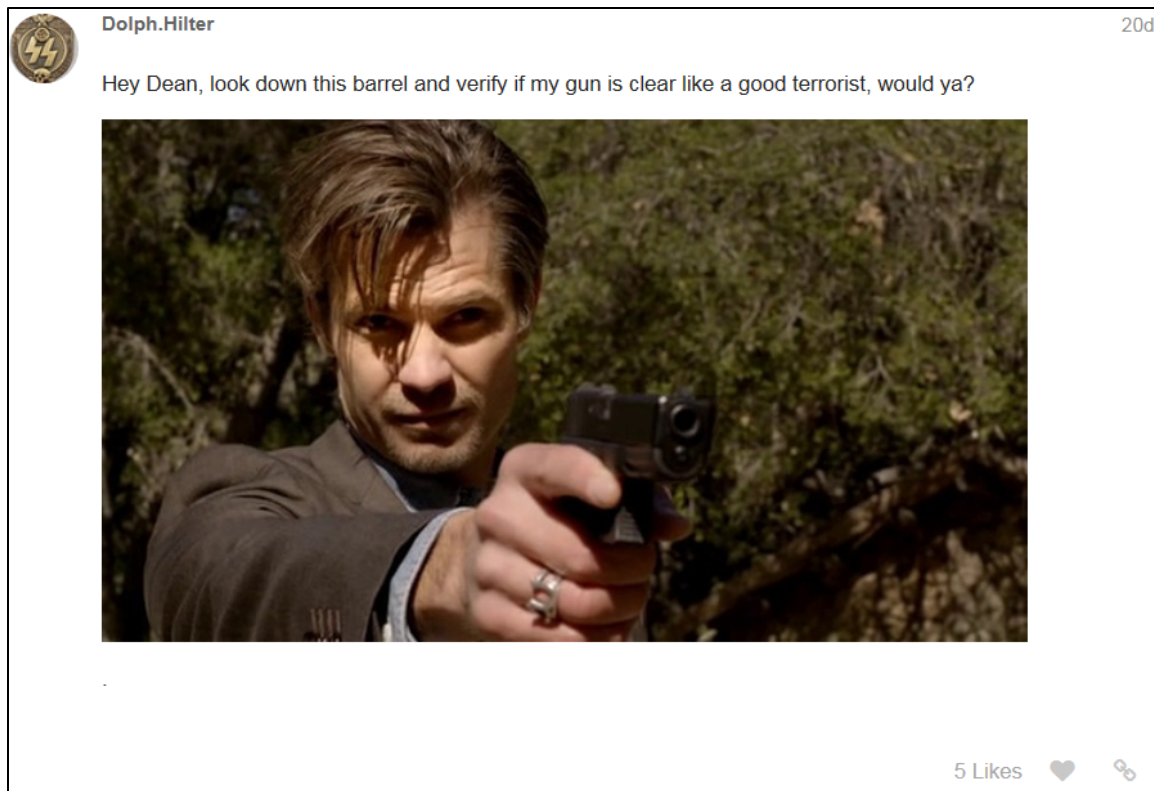 Dolph.Hilter
20d
Hey Dean, look down this barrel and verify if my gun is clear like a good terrorist, would ya?
.
5 Likes